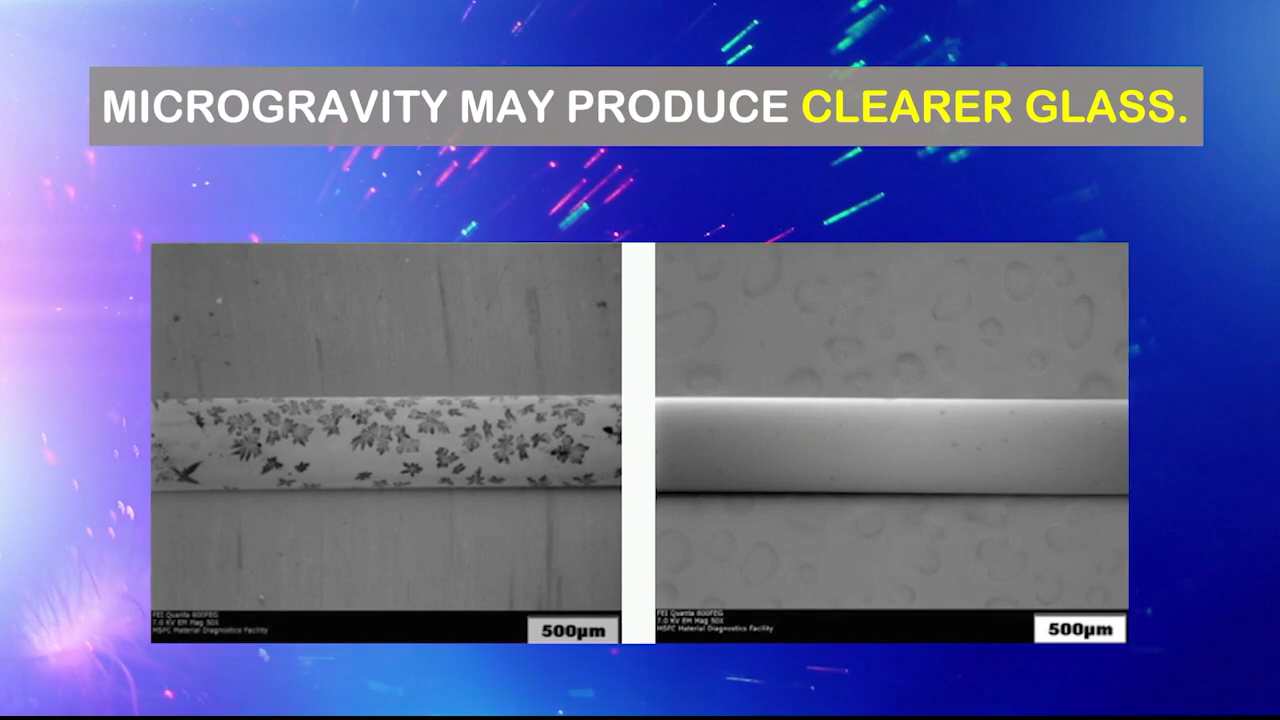 MICROGRAVITY MAY PRODUCE CLEARER GLASS.
FEI Quanta 600FEG
7.0 KV EM Mag 50X
MSFC Material Diagnostics Facility
500µm
FEI Quanta 600FEG
7.0 KV EM Mag 50X
MSFC Material Diagnostics Facility
500µm